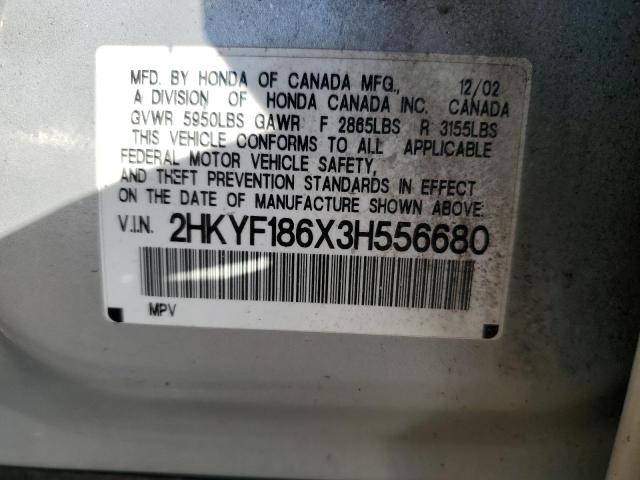 MFD. BY HONDA OF CANADA MFG., 12/02
A DIVISION OF HONDA CANADA INC. CANADA
GVWR 5950LBS GAWR F 2865LBS R 3155LBS
THIS VEHICLE CONFORMS TO ALL APPLICABLE
FEDERAL MOTOR VEHICLE SAFETY,
AND THEFT PREVENTION STANDARDS IN EFFECT
ON THE DATE OF MANUFACTURE SHOWN ABOVE:
V.I.N. 2HKYF186X3H556680
MPV